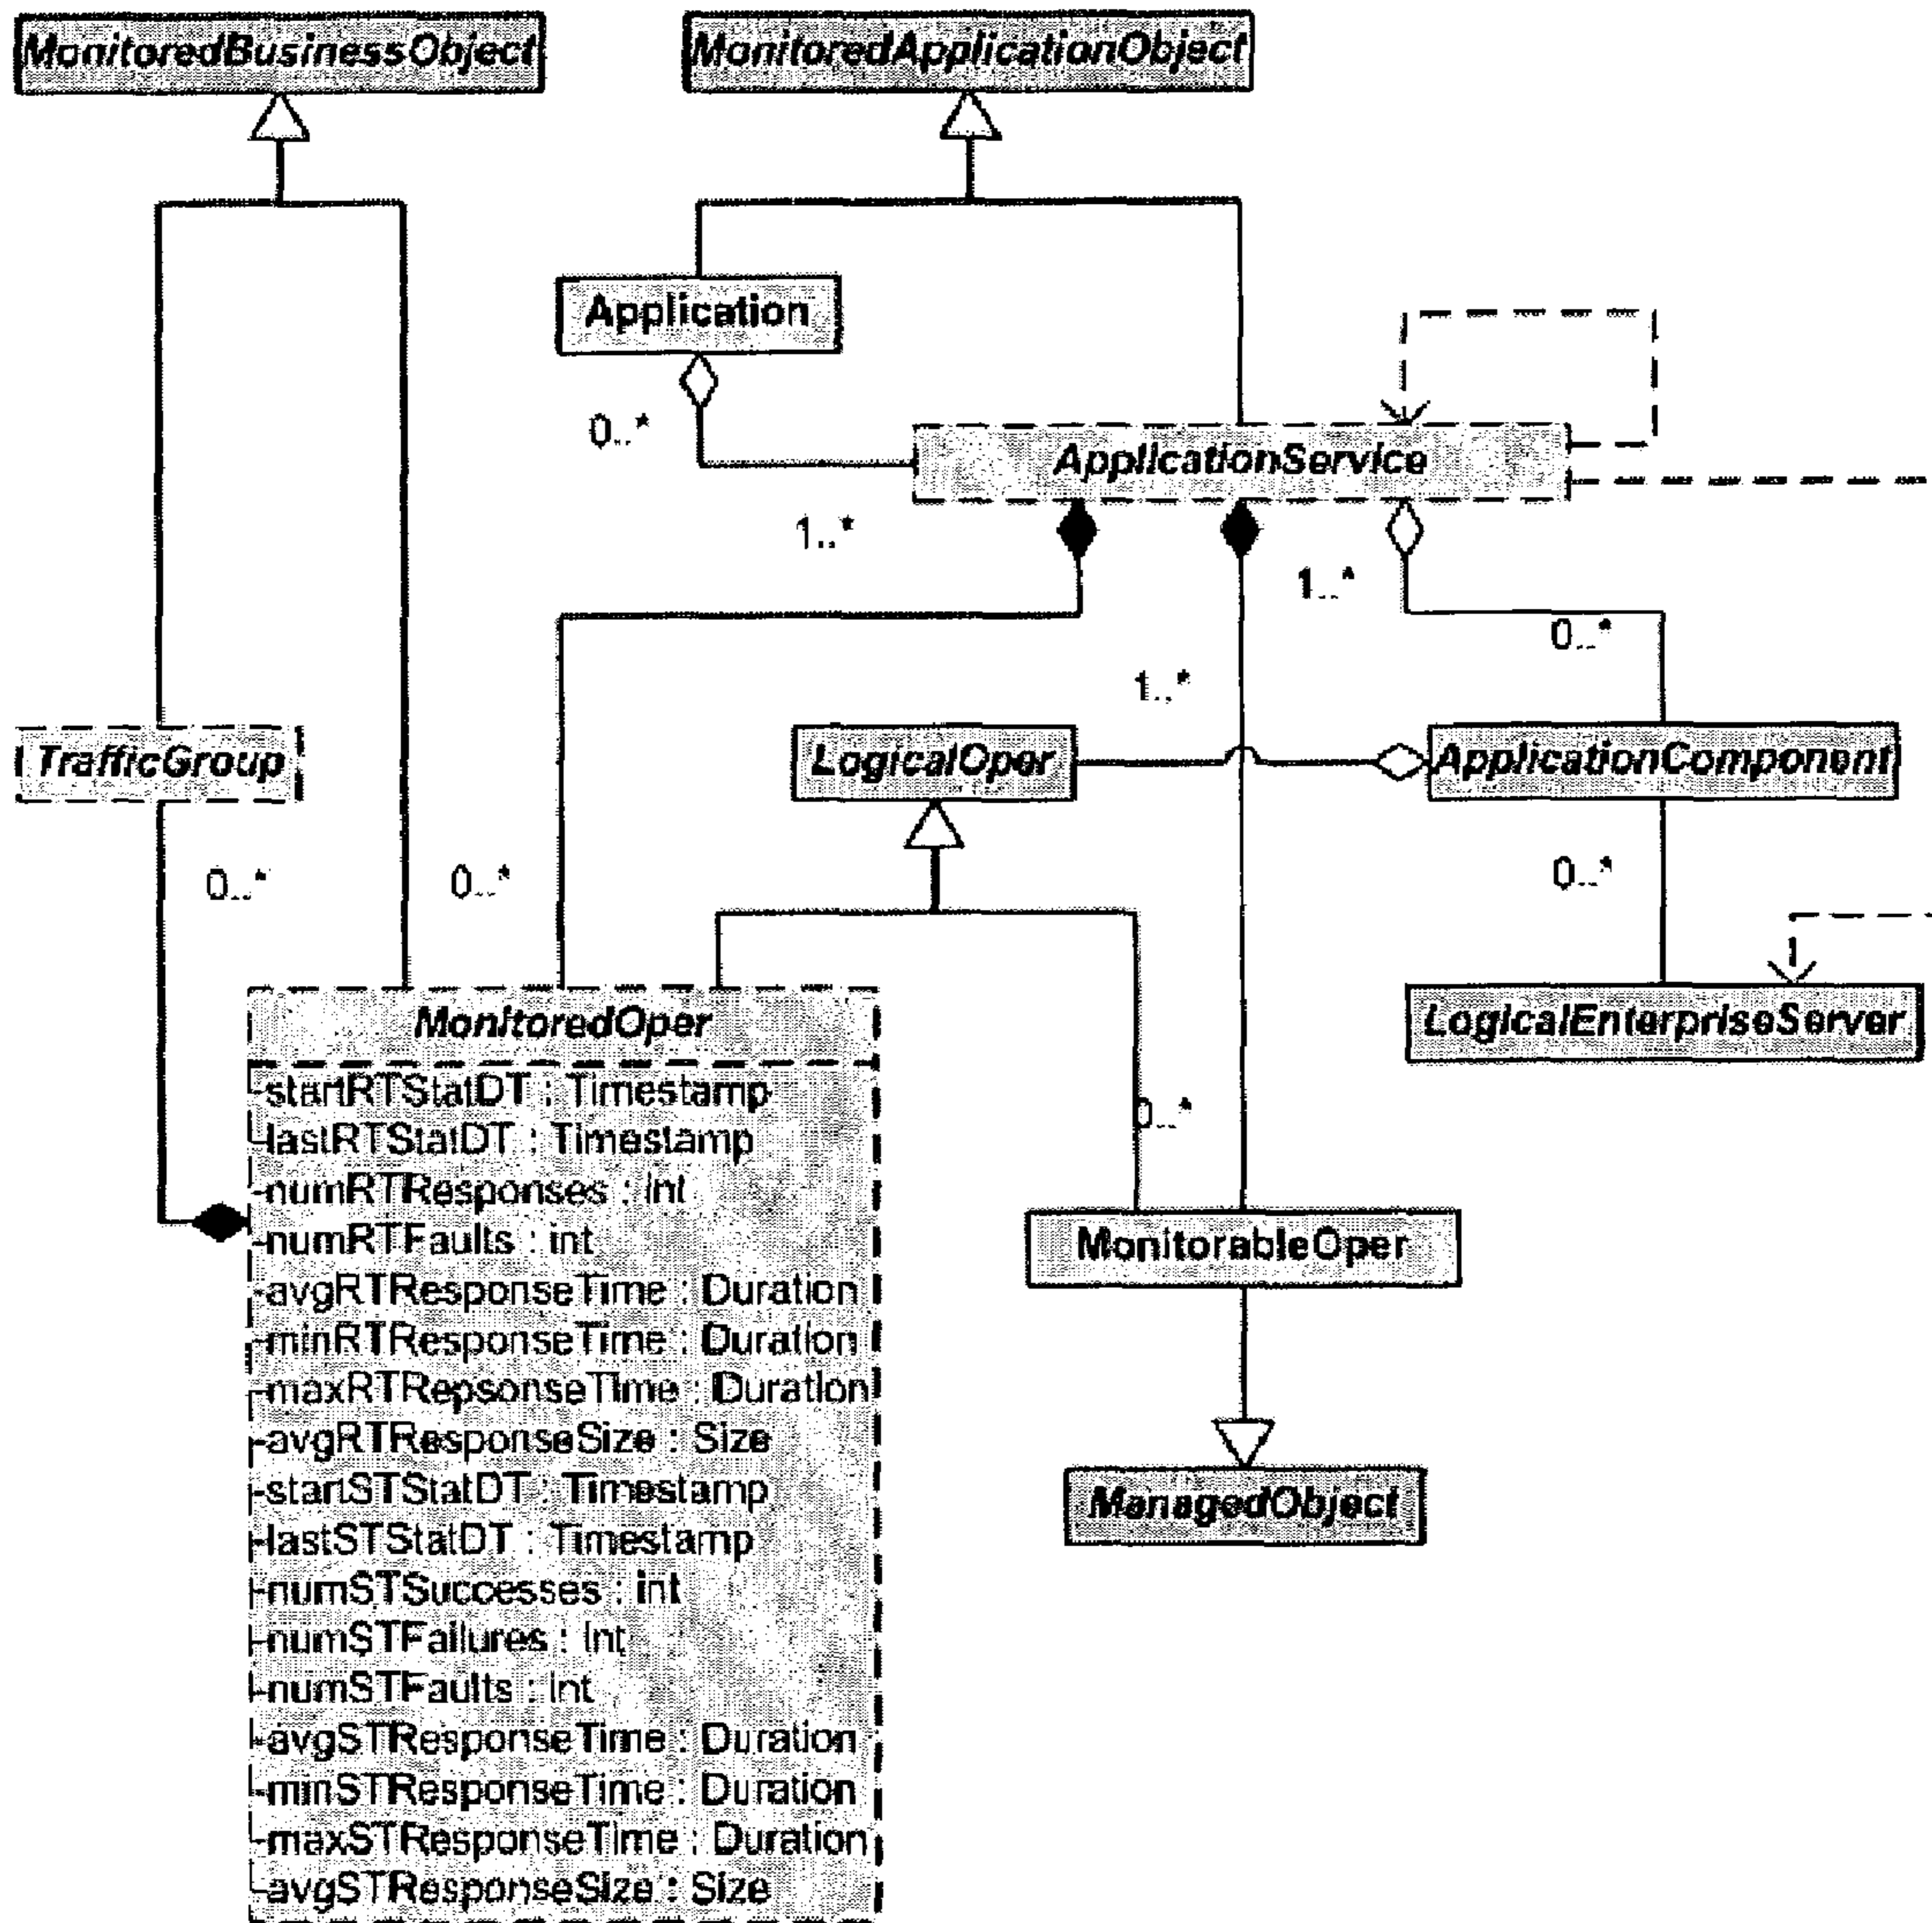 MonitoredBusinessObject
MonitoredApplicationObject
Application
0..*
ApplicationService
1..*
1..*
0..*
1..*
TrafficGroup
LogicalOper
ApplicationComponent
0..*
0..*
0..*
MonitoredOper
LogicalEnterpriseServer
-startRTStatDT : Timestamp
-lastRTStatDT : Timestamp
-numRTResponses : int
-numRTFaults : int
-avgRTResponseTime : Duration
-minRTResponseTime : Duration
-maxRTRepsonseTime : Duration
-avgRTResponseSize : Size
-startSTStatDT : Timestamp
-lastSTStatDT : Timestamp
-numSTSuccesses : int
-numSTFailures : int
-numSTFaults : int
-avgSTResponseTime : Duration
-minSTResponseTime : Duration
-maxSTResponseTime : Duration
-avgSTResponseSize : Size
0..*
MonitorableOper
ManagedObject